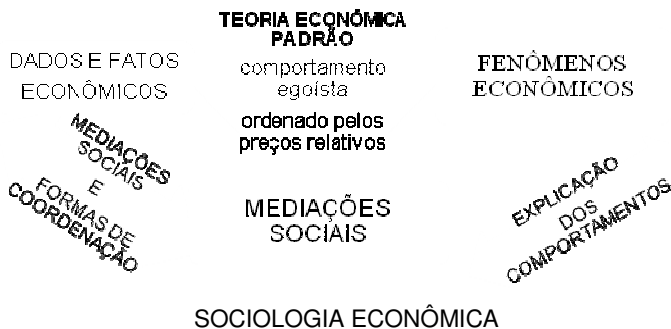 TEORIA ECONÔMICA
PADRÃO
DADOS E FATOS
ECONÔMICOS
comportamento
egoísta
ordenado pelos
preços relativos
FENÔMENOS
ECONÔMICOS
MEDIAÇÕES
SOCIAIS
E
FORMAS DE
COORDENAÇÃO
MEDIAÇÕES
SOCIAIS
EXPLICAÇÃO
DOS
COMPORTAMENTOS
SOCIOLOGIA ECONÔMICA